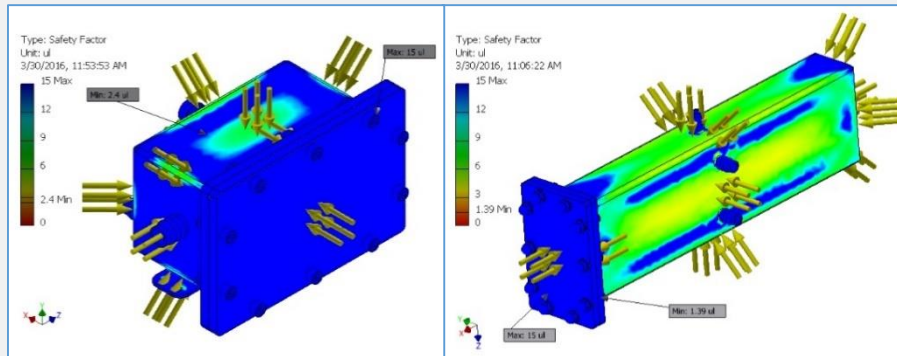 Type: Safety Factor
Unit: ul
3/30/2016, 11:53:53 AM
15 Max
12
9
6
2.4 Min
0
Min: 2.4 ul
Max: 15 ul
X
Y
Z
Type: Safety Factor
Unit: ul
3/30/2016, 11:06:22 AM
15 Max
12
9
6
3
1.39 Min
0
Min: 1.39 ul
Max: 15 ul
Y
X
Z